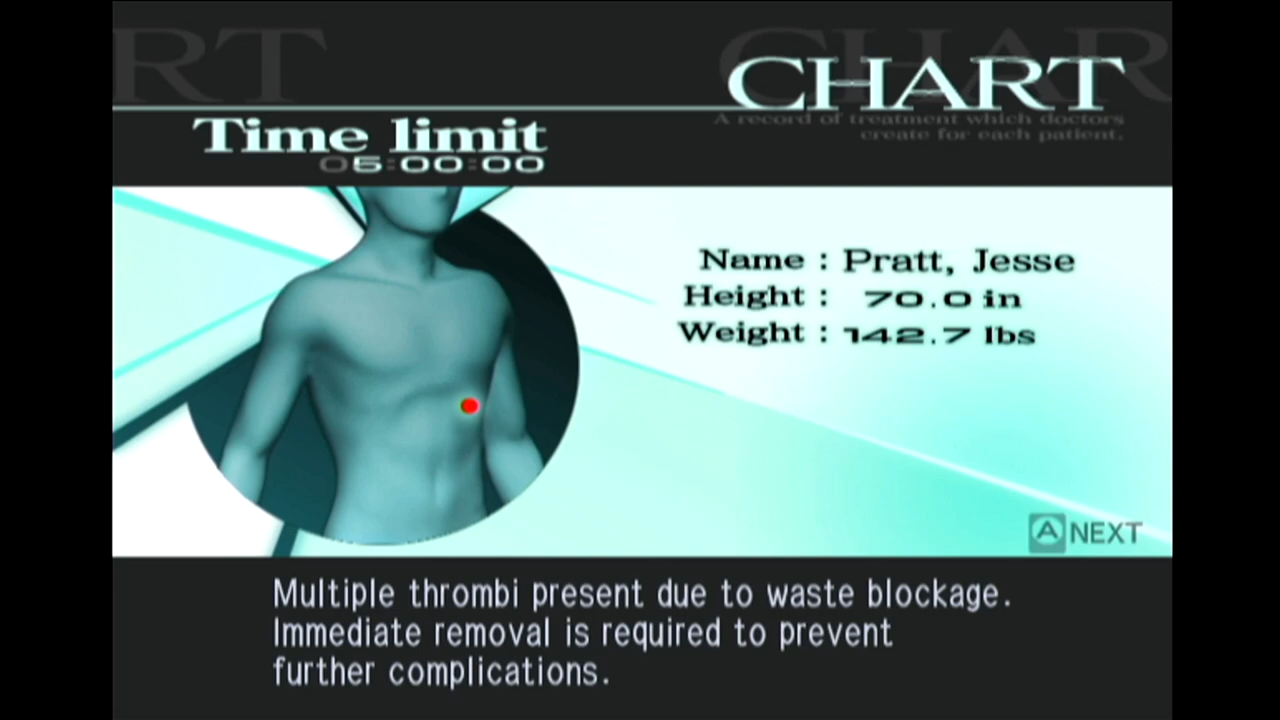 RT
CHAR
CHART
A record of treatment which doctors
create for each patient.
Time limit
05:00:00
Name : Pratt, Jesse
Height : 70.0 in
Weight : 142.7 lbs
A NEXT
Multiple thrombi present due to waste blockage.
Immediate removal is required to prevent
further complications.